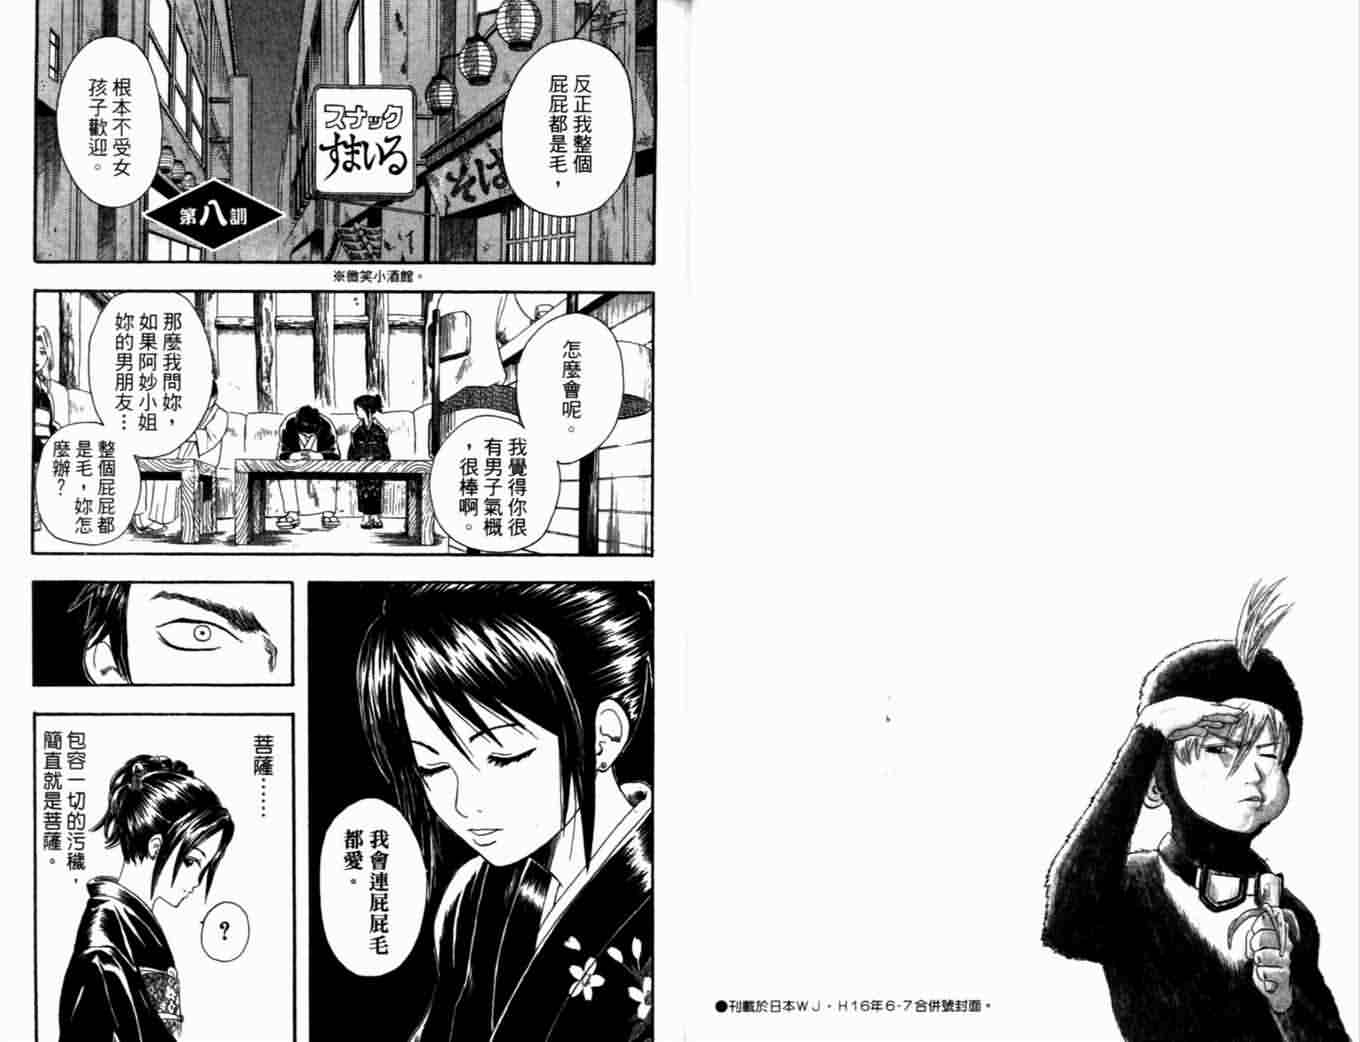 ●刊載於日本WJ・H16年6-7合併號封面。
反正我整個
屁屁都是毛，
根本不受女
孩子歡迎。
スナック
すまいる
そば
第八訓
※微笑小酒館。
怎麼會呢。
我覺得你很
有男子氣概
，很棒啊。
那麼我問妳，
如果阿妙小姐
妳的男朋友…
整個屁屁都
是毛，妳怎
麼辦？
我會連屁屁毛
都愛。
菩薩……
？
包容一切的污穢，
簡直就是菩薩。